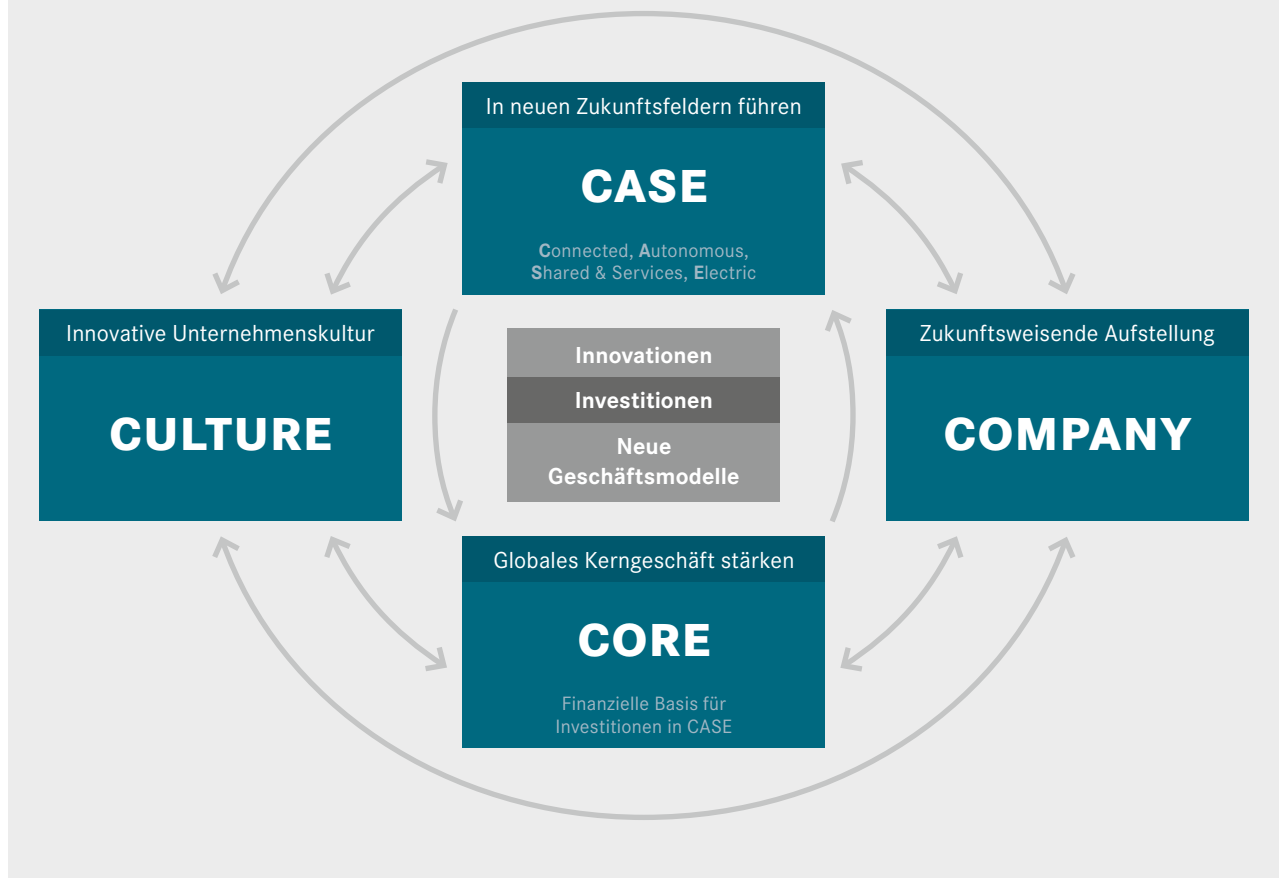 In neuen Zukunftsfeldern führen
CASE
Connected, Autonomous,
Shared & Services, Electric
Innovative Unternehmenskultur
CULTURE
Innovationen
Investitionen
Neue
Geschäftsmodelle
Zukunftsweisende Aufstellung
COMPANY
Globales Kerngeschäft stärken
CORE
Finanzielle Basis für
Investitionen in CASE